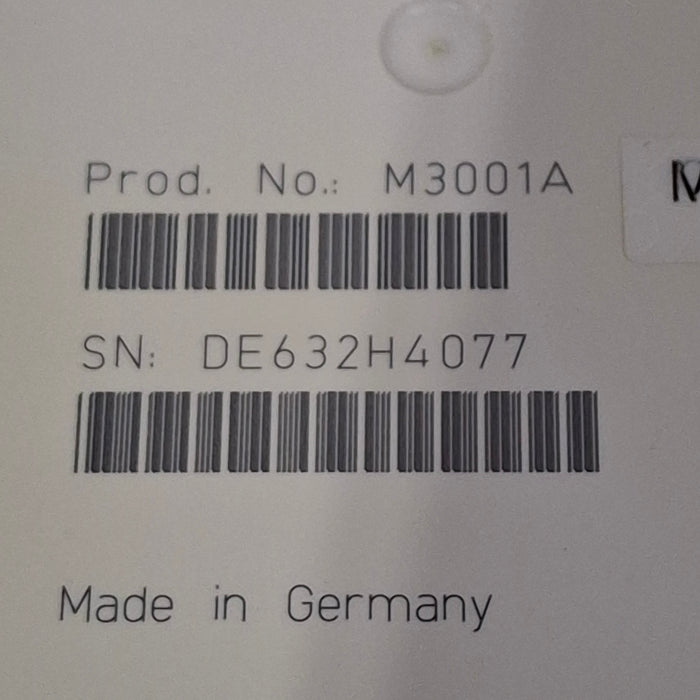 Prod. No.: M3001A
SN: DE632H4077
Made in Germany